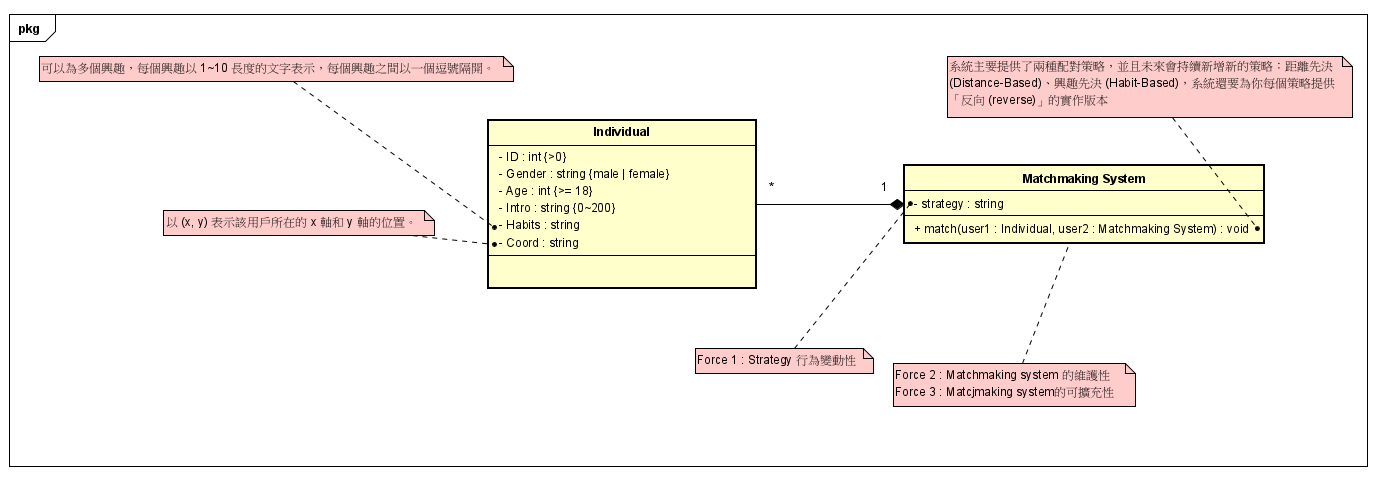 pkg
可以為多個興趣，每個興趣以 1~10 長度的文字表示，每個興趣之間以一個逗號隔開。
系統主要提供了兩種配對策略，並且未來會持續新增新的策略：距離先決
(Distance-Based)、興趣先決 (Habit-Based)，系統還要為你每個策略提供
「反向 (reverse)」的實作版本
Individual
- ID : int {>0}
- Gender : string {male | female}
- Age : int {>= 18}
- Intro : string {0~200}
- Habits : string
- Coord : string
*
1
Matchmaking System
- strategy : string
+ match(user1 : Individual, user2 : Matchmaking System) : void
以 (x, y) 表示該用戶所在的 x 軸和 y 軸的位置。
Force 1 : Strategy 行為變動性
Force 2 : Matchmaking system 的維護性
Force 3 : Matcjmaking system的可擴充性